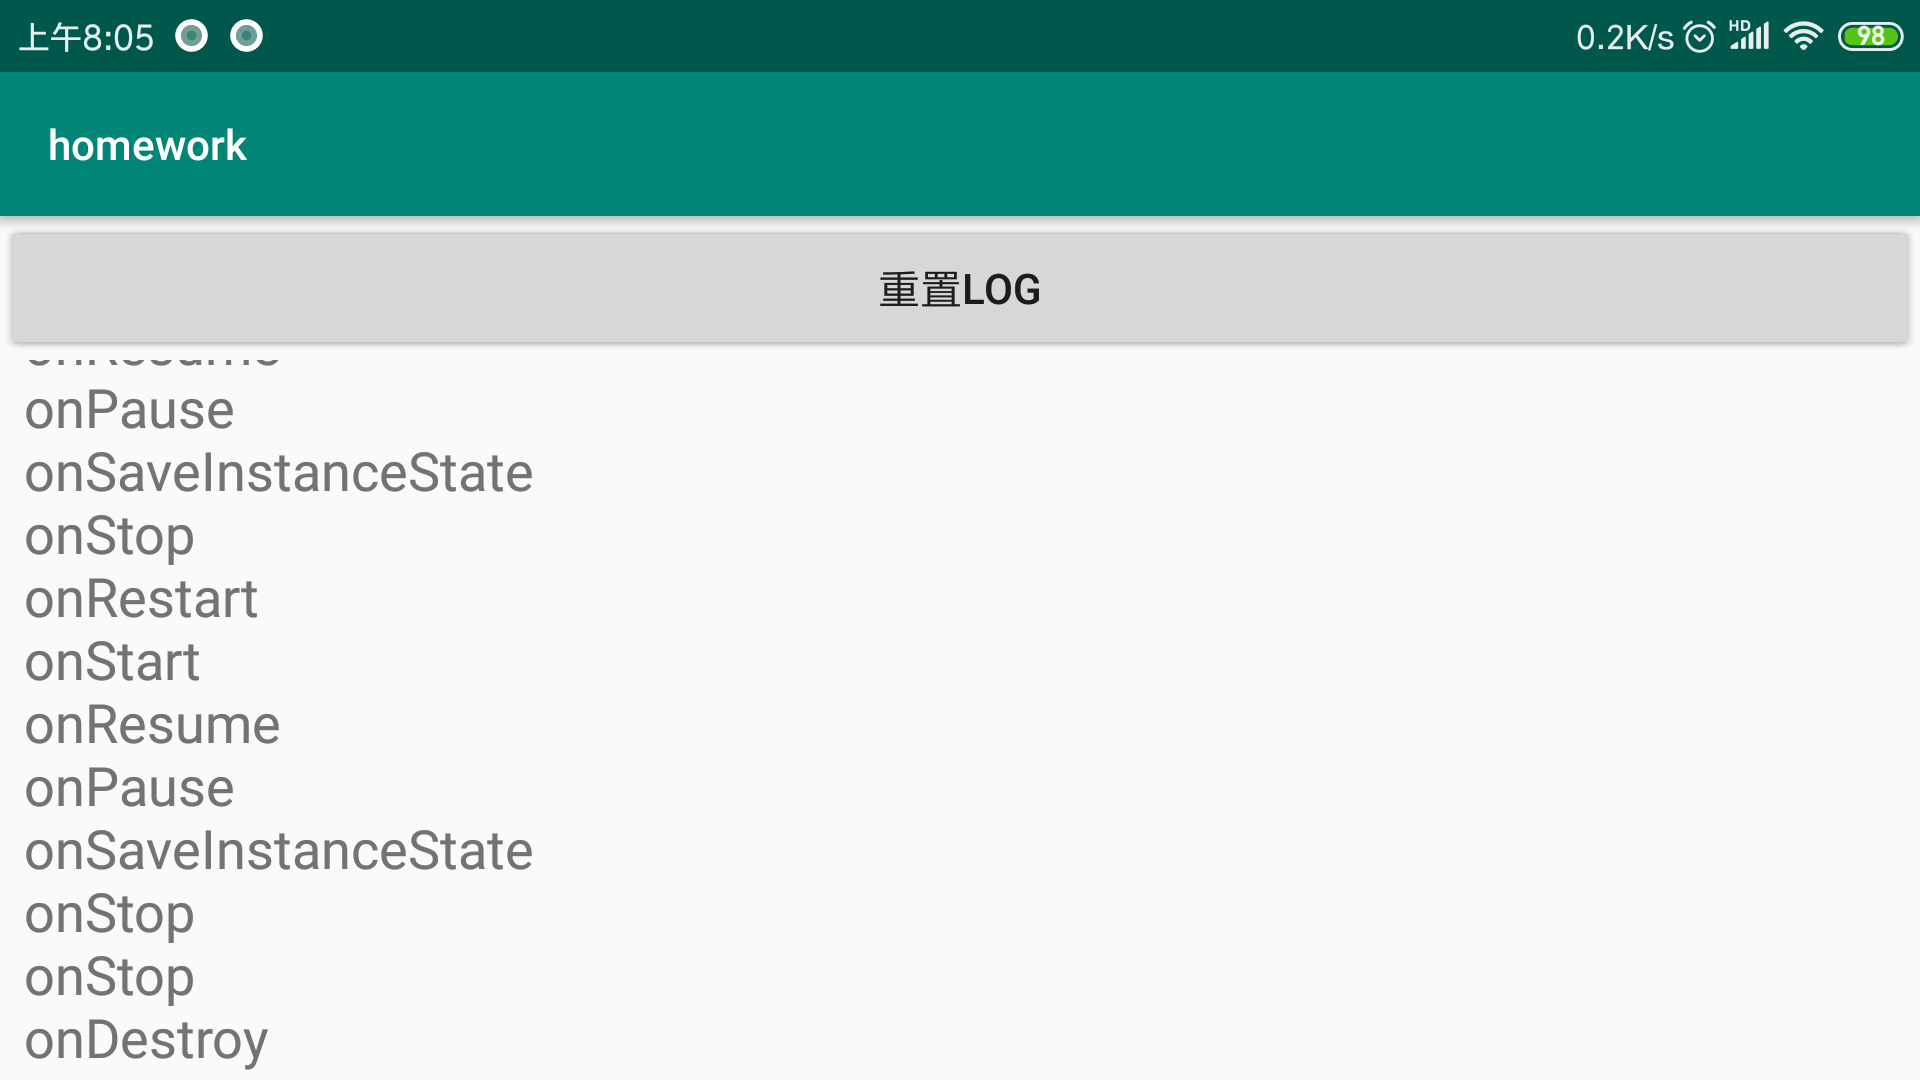 上午8:05
0.2K/s HD 98
homework
重置LOG
onResume
onPause
onSaveInstanceState
onStop
onRestart
onStart
onResume
onPause
onSaveInstanceState
onStop
onStop
onDestroy